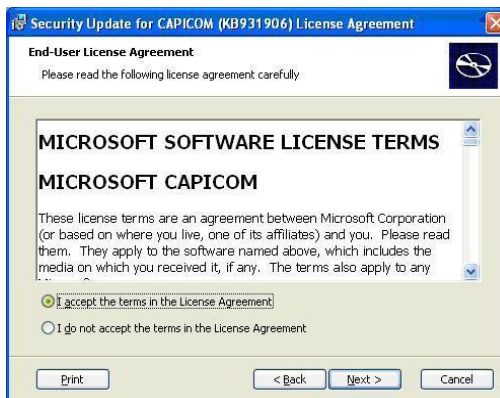 Security Update for CAPICOM (KB931906) License Agreement
End-User License Agreement
Please read the following license agreement carefully
MICROSOFT SOFTWARE LICENSE TERMS
MICROSOFT CAPICOM
These license terms are an agreement between Microsoft Corporation
(or based on where you live, one of its affiliates) and you. Please read
them. They apply to the software named above, which includes the
media on which you received it, if any. The terms also apply to any
I accept the terms in the License Agreement
I do not accept the terms in the License Agreement
Print
< Back
Next >
Cancel